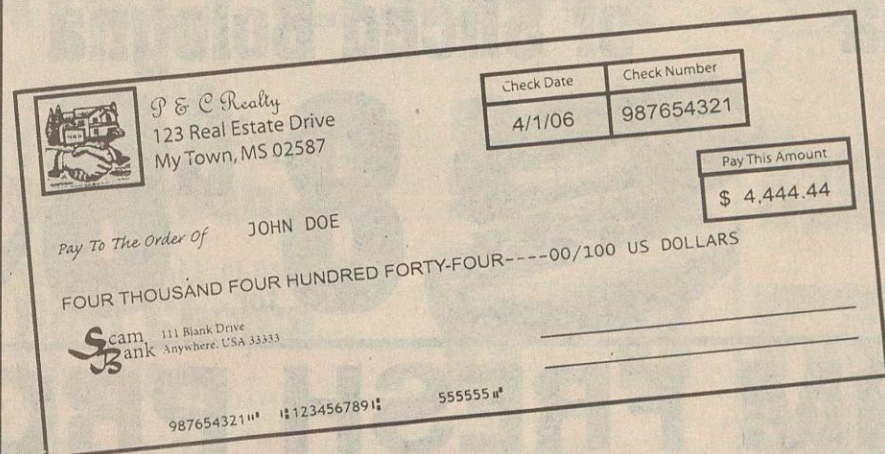 P & C Realty
123 Real Estate Drive
My Town, MS 02587
Check Date
Check Number
4/1/06
987654321
Pay This Amount
$ 4,444.44
Pay To The Order Of JOHN DOE
FOUR THOUSAND FOUR HUNDRED FORTY-FOUR----00/100 US DOLLARS
Scam Bank
111 Blank Drive
Anywhere, USA 33333
987654321⑈ ⑆123456789⑆ 555555⑈